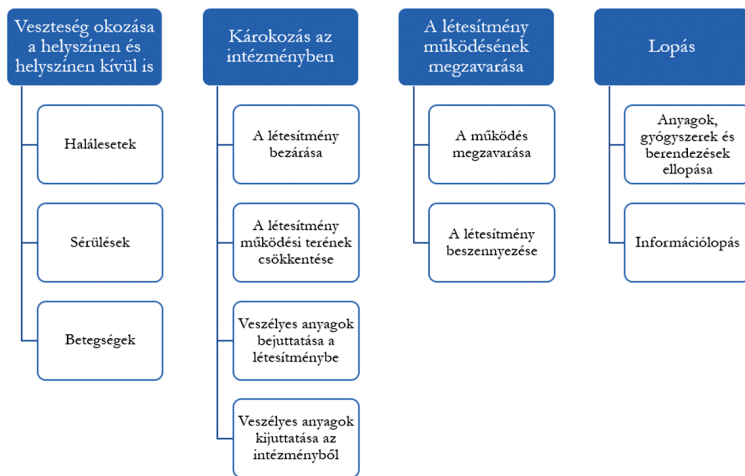 Veszteség okozása
a helyszínen és
helyszínen kívül is
Halálesetek
Sérülések
Betegségek
Károkozás az
intézményben
A létesítmény
bezárása
A létesítmény
működési terének
csökkentése
Veszélyes anyagok
bejuttatása a
létesítménybe
Veszélyes anyagok
kijuttatása az
intézményből
A létesítmény
működésének
megzavarása
A működés
megzavarása
A létesítmény
beszennyezése
Lopás
Anyagok,
gyógyszerek és
berendezések
ellopása
Információlopás